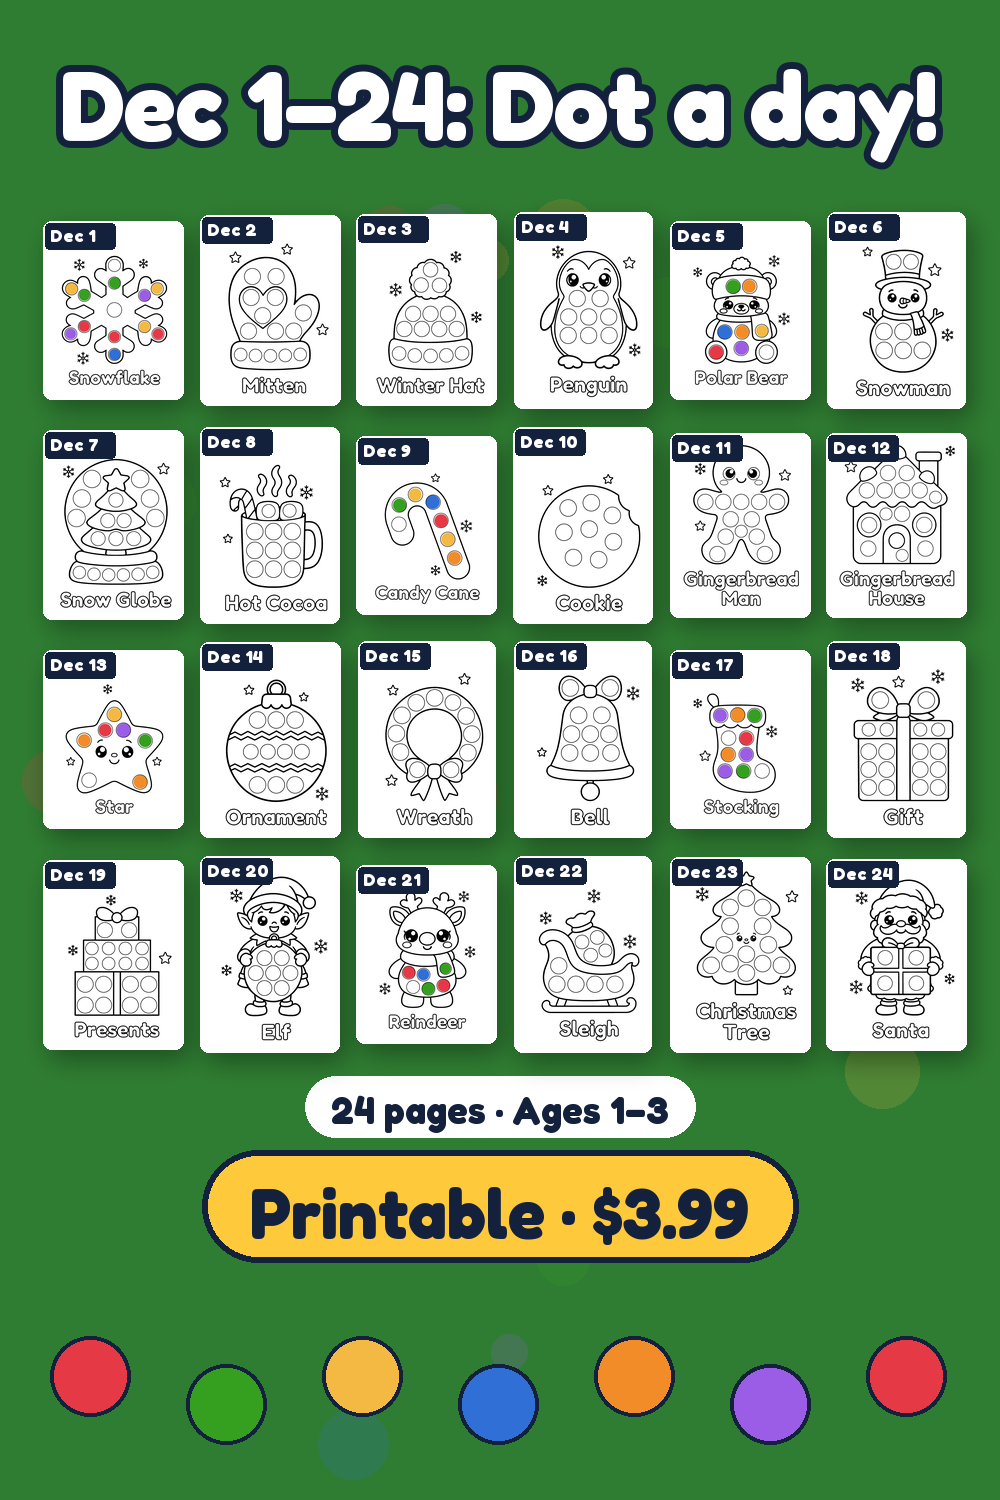 Dec 1–24: Dot a day!
Dec 1
Snowflake
Dec 2
Mitten
Dec 3
Winter Hat
Dec 4
Penguin
Dec 5
Polar Bear
Dec 6
Snowman
Dec 7
Snow Globe
Dec 8
Hot Cocoa
Dec 9
Candy Cane
Dec 10
Cookie
Dec 11
Gingerbread
Man
Dec 12
Gingerbread
House
Dec 13
Star
Dec 14
Ornament
Dec 15
Wreath
Dec 16
Bell
Dec 17
Stocking
Dec 18
Gift
Dec 19
Presents
Dec 20
Elf
Dec 21
Reindeer
Dec 22
Sleigh
Dec 23
Christmas
Tree
Dec 24
Santa
24 pages · Ages 1–3
Printable · $3.99